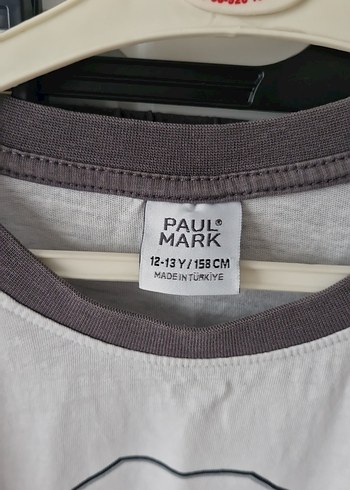 PAUL®
MARK
12-13 Y / 158 CM
MADE IN TÜRKİYE